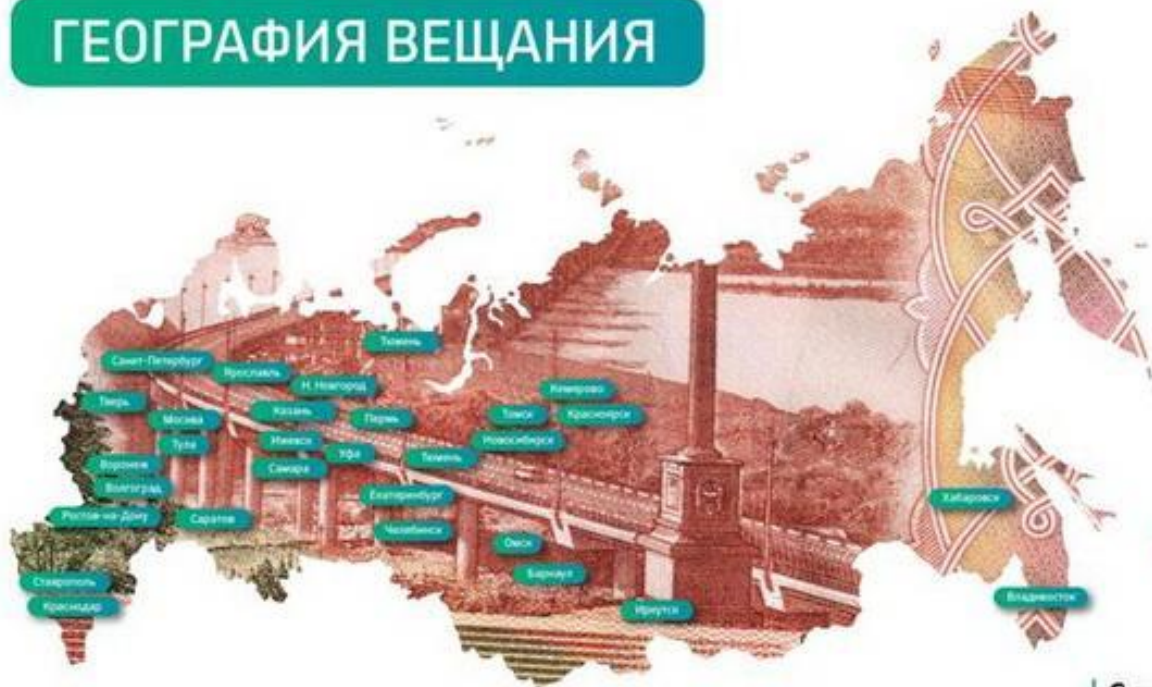 ГЕОГРАФИЯ ВЕЩАНИЯ
Тюмень
Санкт-Петербург
Ярославль
Н. Новгород
Кемерово
Тверь
Москва
Казань
Пермь
Томск
Красноярск
Тула
Ижевск
Уфа
Новосибирск
Воронеж
Самара
Тюмень
Волгоград
Екатеринбург
Хабаровск
Ростов-на-Дону
Саратов
Челябинск
Омск
Барнаул
Ставрополь
Краснодар
Иркутск
Владивосток